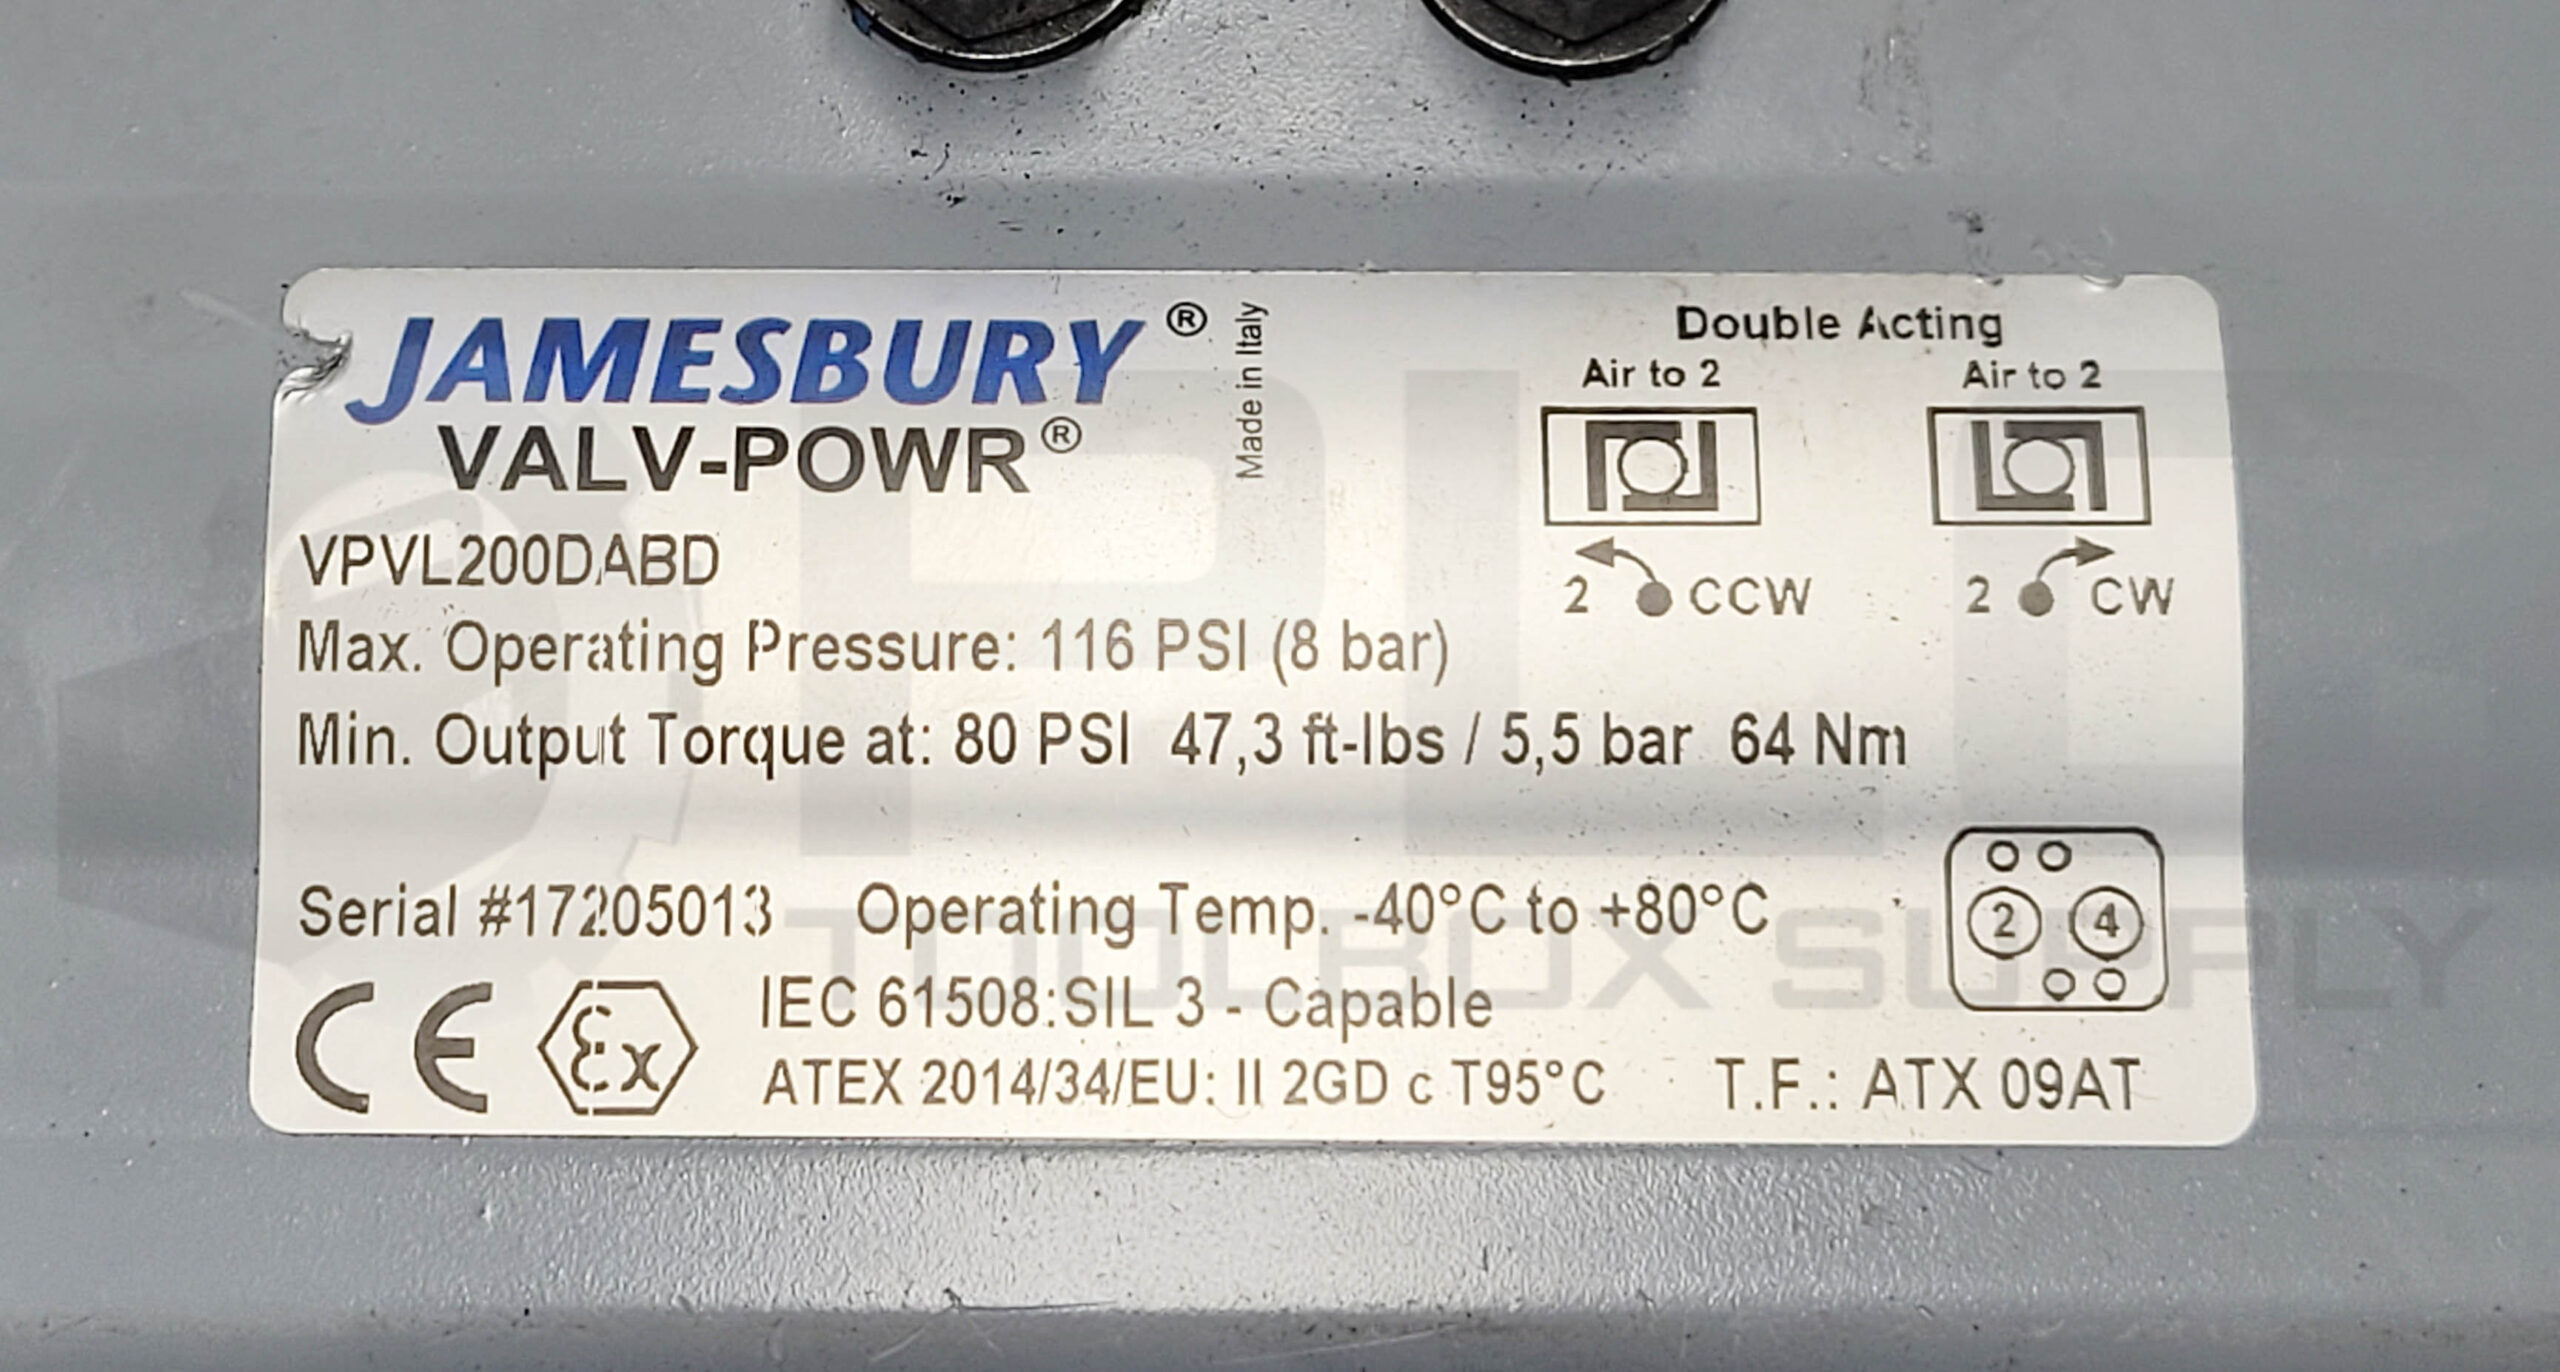 JAMESBURY®
VALV-POWR®
Made in Italy
Double Acting
Air to 2
Air to 2
2 CCW
2 CW
VPVL200DABD
Max. Operating Pressure: 116 PSI (8 bar)
Min. Output Torque at: 80 PSI 47,3 ft-lbs / 5,5 bar 64 Nm
Serial #17205013 Operating Temp. -40°C to +80°C
2 4
CE Ex IEC 61508:SIL 3 - Capable
ATEX 2014/34/EU: II 2GD c T95°C T.F.: ATX 09AT
PLC
TOOLBOX SUPPLY